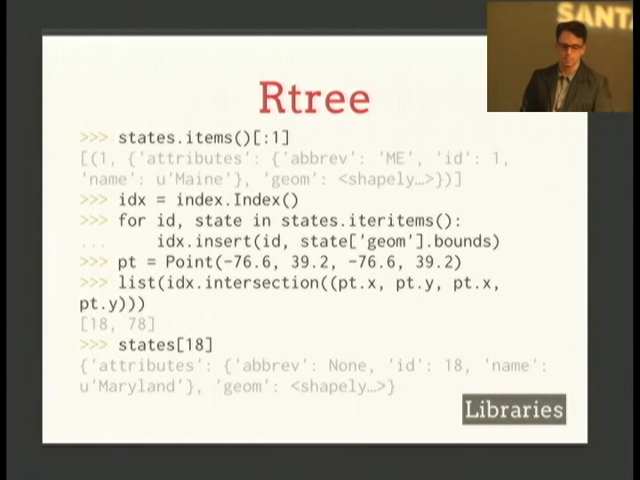 SANTA
Rtree
>>> states.items()[:1]
[(1, {'attributes': {'abbrev': 'ME', 'id': 1,
'name': u'Maine'}, 'geom': <shapely…>})]
>>> idx = index.Index()
>>> for id, state in states.iteritems():
... idx.insert(id, state['geom'].bounds)
>>> pt = Point(-76.6, 39.2, -76.6, 39.2)
>>> list(idx.intersection((pt.x, pt.y, pt.x,
pt.y)))
[18, 78]
>>> states[18]
{'attributes': {'abbrev': None, 'id': 18, 'name':
u'Maryland'}, 'geom': <shapely…>}
Libraries